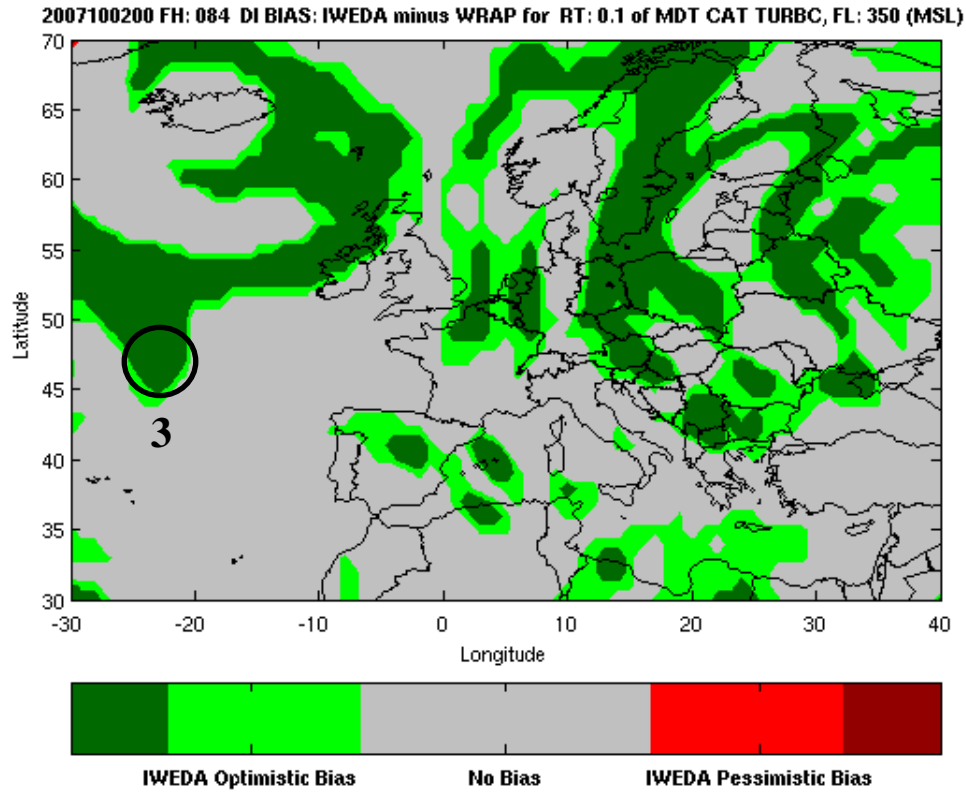 2007100200 FH: 084 DI BIAS: IWEDA minus WRAP for RT: 0.1 of MDT CAT TURBC, FL: 350 (MSL)
70
65
60
55
50
45
40
35
30
Latitude
3
-30 -20 -10 0 10 20 30 40
Longitude
IWEDA Optimistic Bias No Bias IWEDA Pessimistic Bias